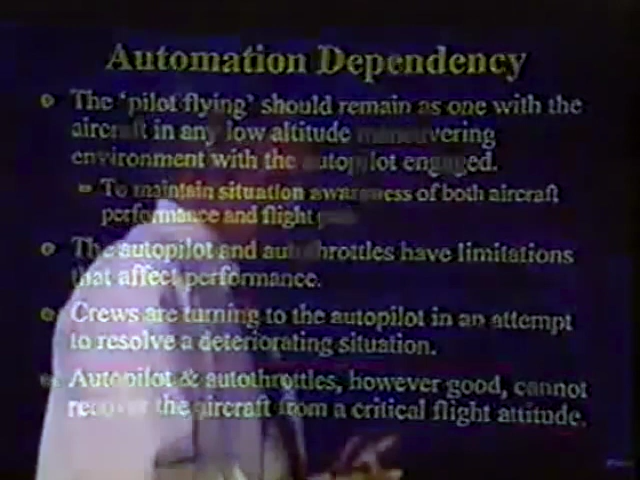 Automation Dependency
The 'pilot flying' should remain as one with the
aircraft in any low altitude maneuvering
environment with the autopilot engaged.
To maintain situation awareness of both aircraft
performance and flight
The autopilot and autothrottles have limitations
that affect performance.
Crews are turning to the autopilot in an attempt
to resolve a deteriorating situation.
Autopilot & autothrottles, however good, cannot
recover the aircraft from a critical flight attitude.